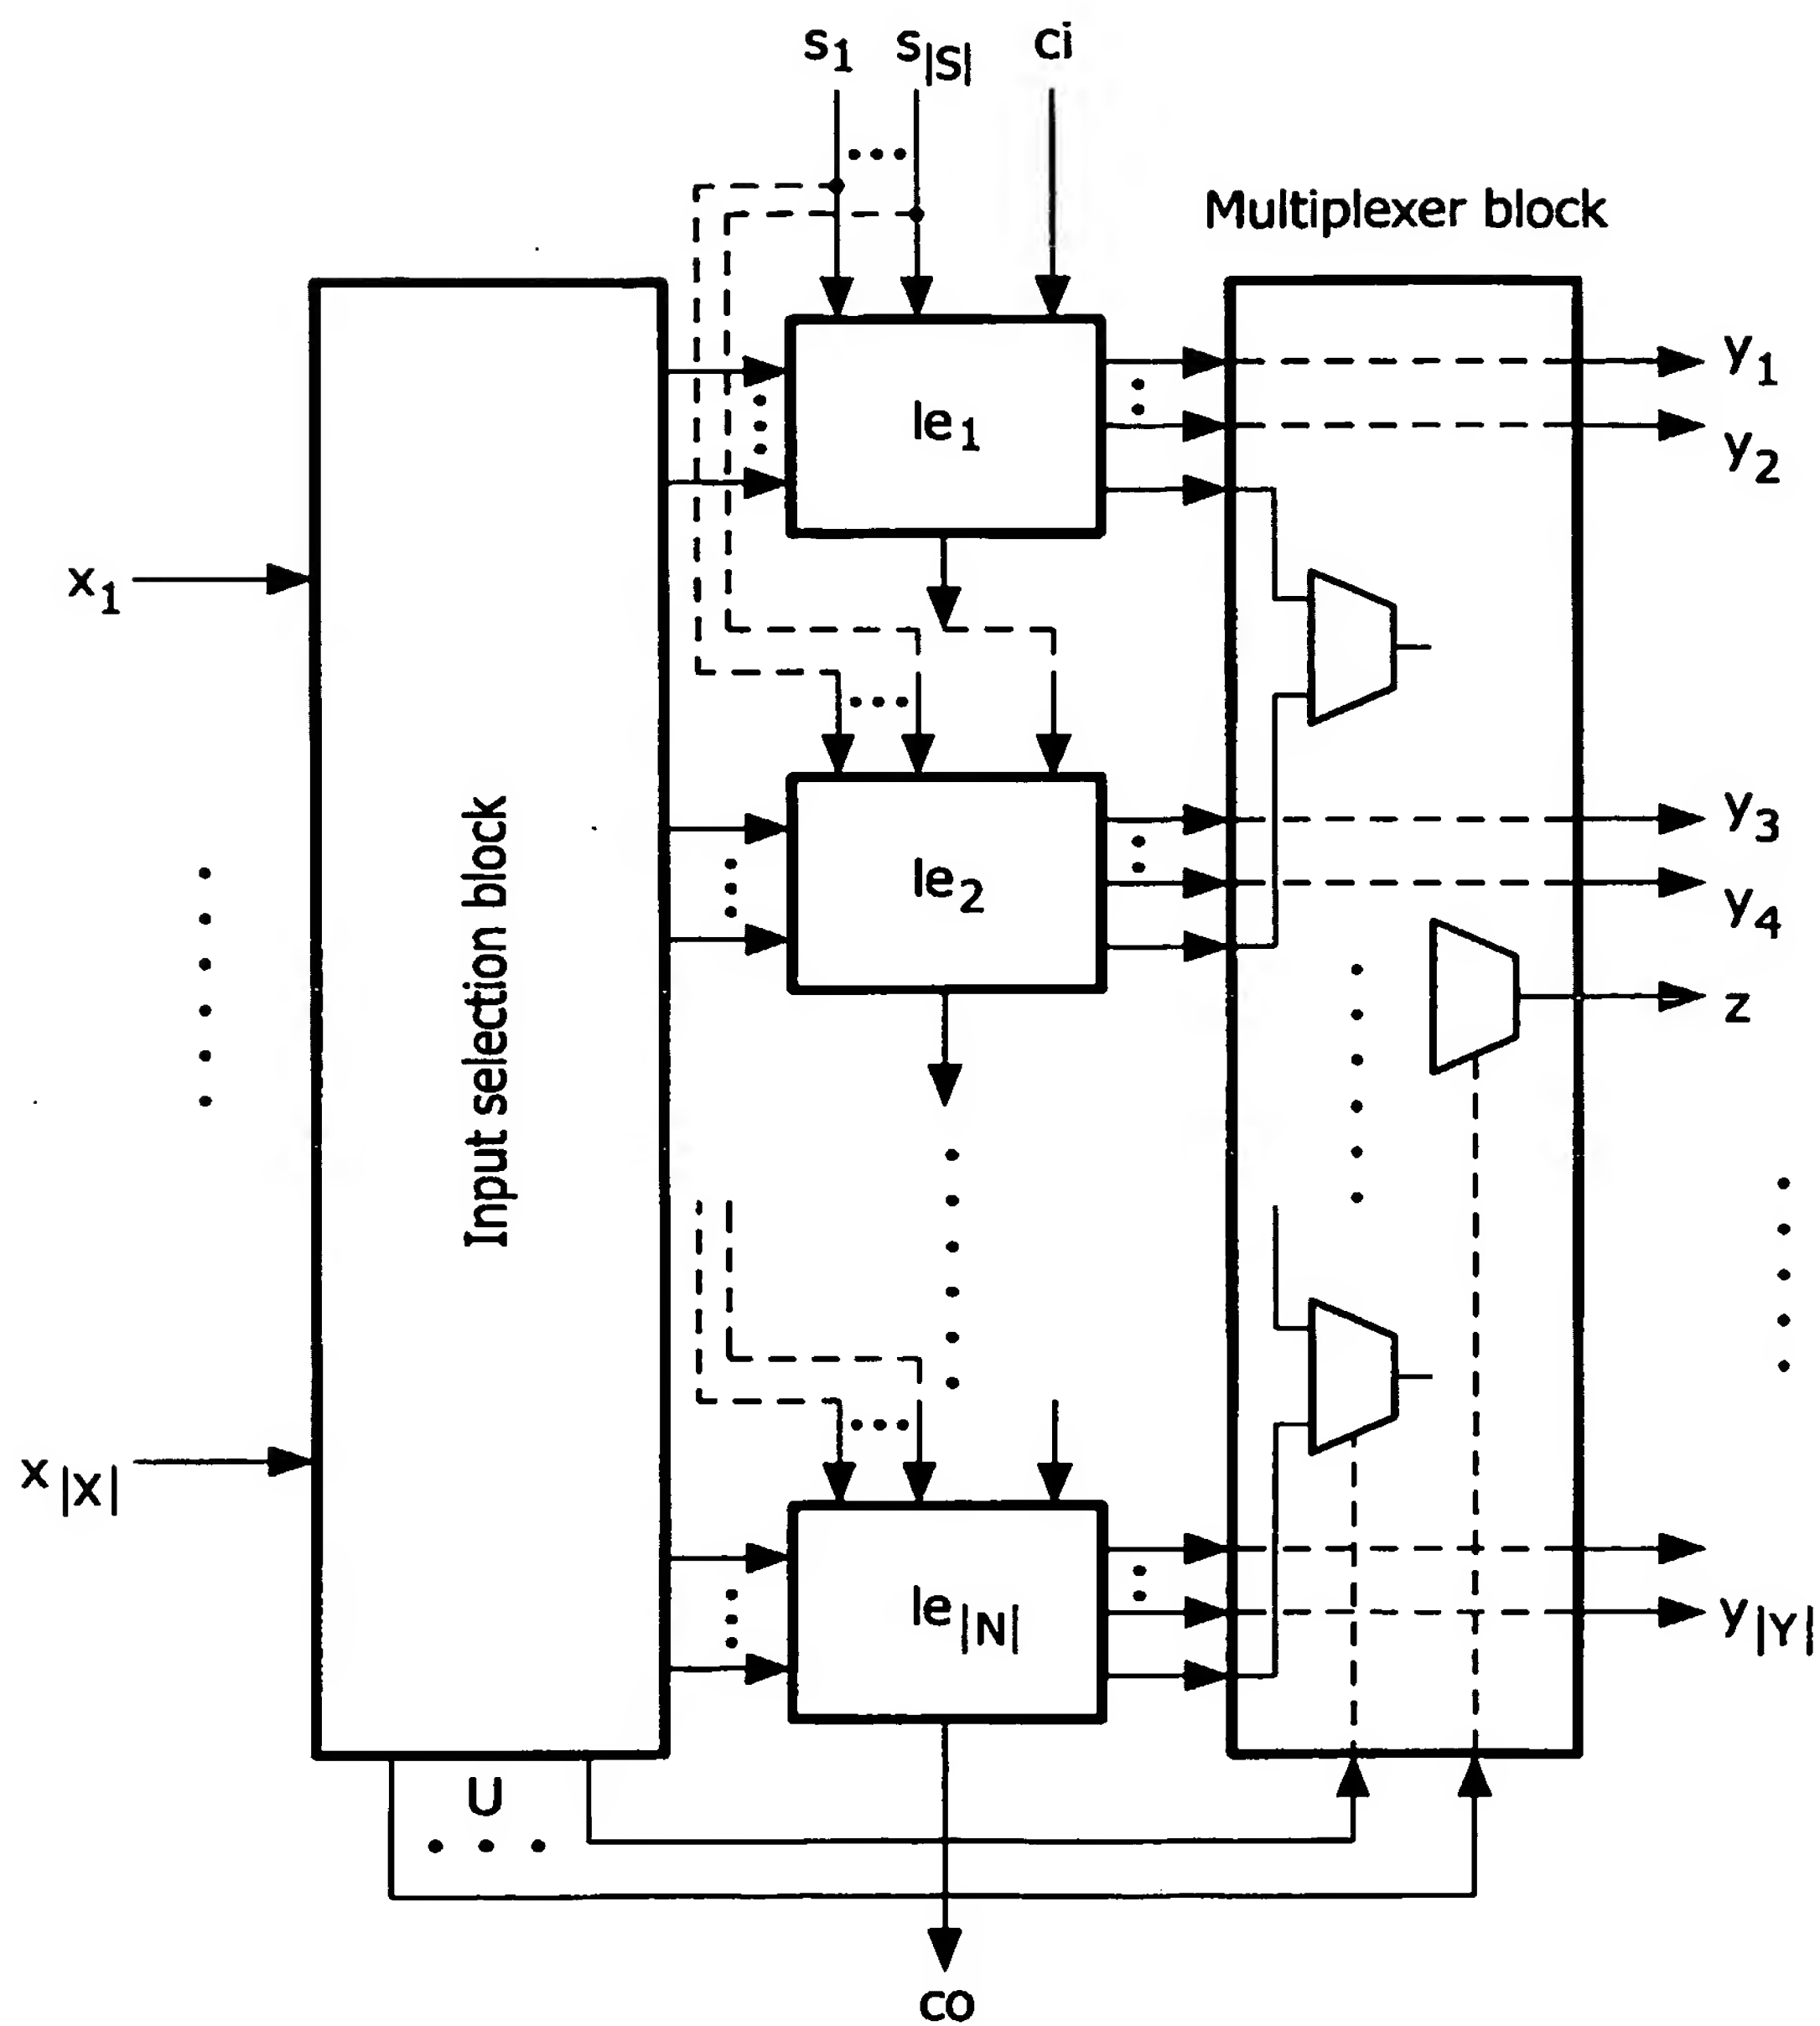 s1 s|S| ci
Multiplexer block
y1
le1
y2
x1
y3
le2
y4
Input selection block
z
x|X|
le|N|
y|Y|
U
co